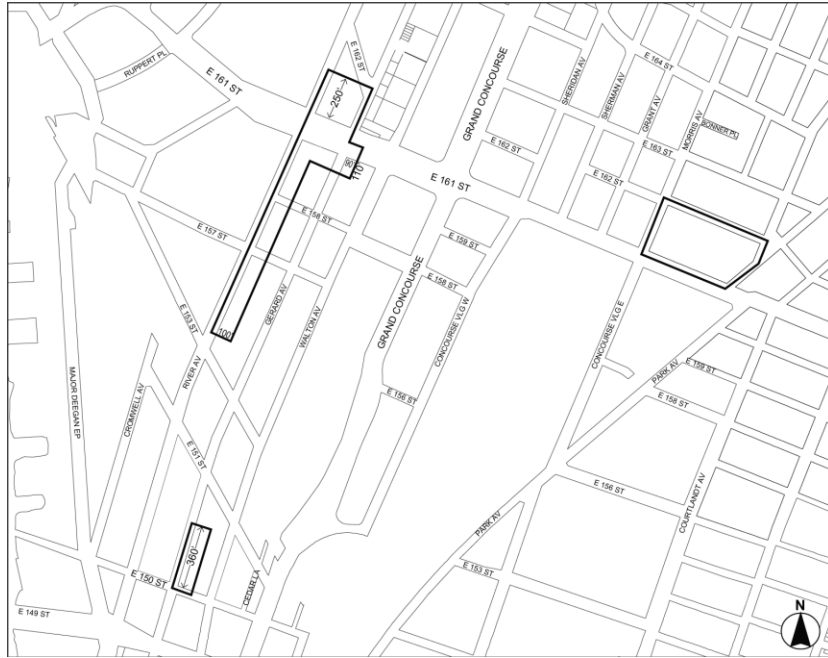 E 162 ST
RUPPERT PL
E 161 ST
250'
GRAND CONCOURSE
SHERIDAN AV
SHERMAN AV
GRANT AV
E 164 ST
MORRIS AV
BONNER PL
E 163 ST
E 162 ST
E 162 ST
110'
E 161 ST
E 158 ST
E 157 ST
E 159 ST
E 158 ST
GRAND CONCOURSE
CONCOURSE VLG W
CONCOURSE VLG E
E 153 ST
GERARD AV
WALTON AV
100'
RIVER AV
CROMWELL AV
MAJOR DEEGAN EP
E 156 ST
PARK AV
E 159 ST
E 158 ST
E 151 ST
E 156 ST
COURTLANDT AV
PARK AV
360'
E 150 ST
CEDAR LA
E 153 ST
E 149 ST
N